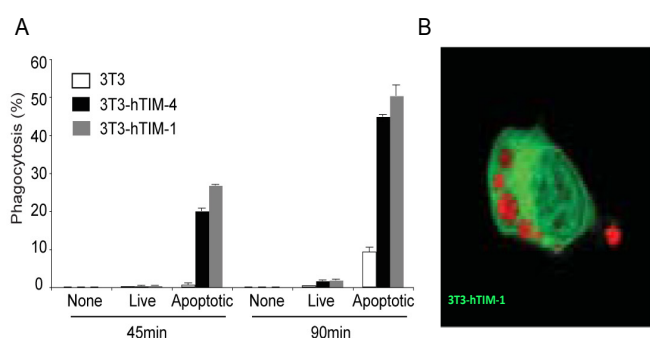 A
B
3T3
3T3-hTIM-4
3T3-hTIM-1
Phagocytosis (%)
60
50
40
30
20
10
0
None Live Apoptotic None Live Apoptotic
45min 90min
3T3-hTIM-1